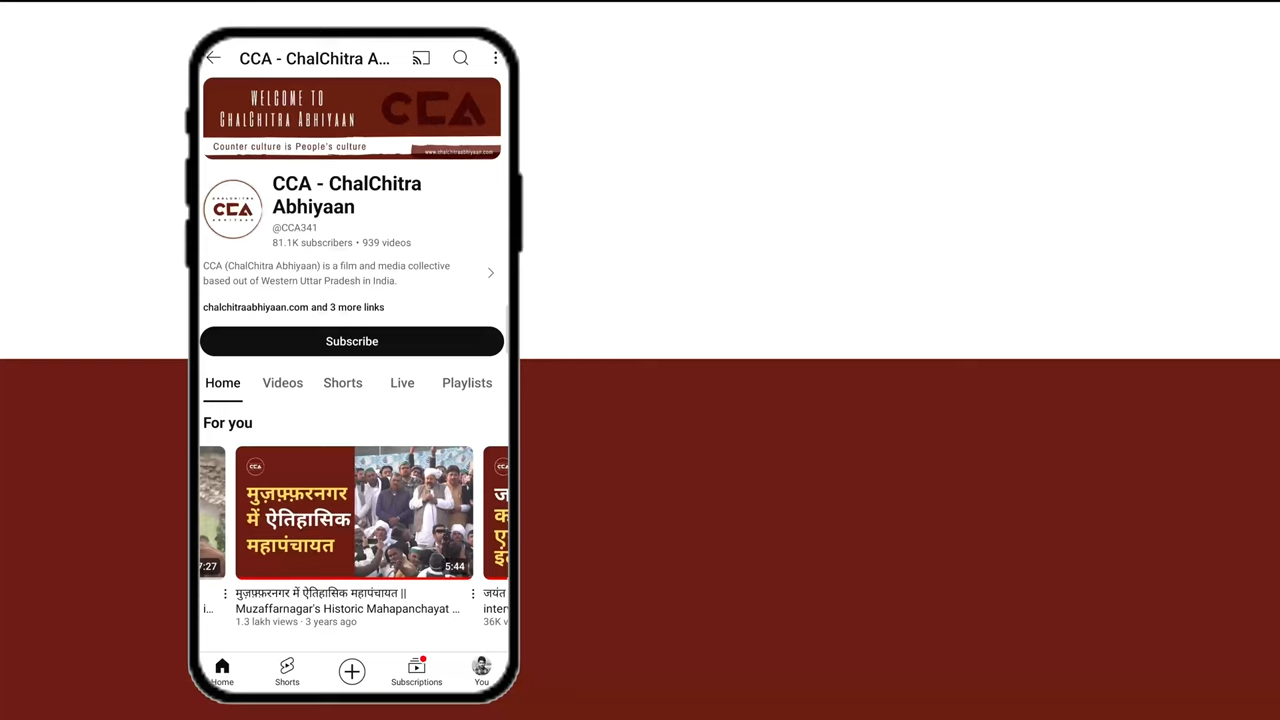 CCA - ChalChitra A...
WELCOME TO
CHALCHITRA ABHIYAAN
CCA
Counter culture is People's culture
www.chalchitraabhiyaan.com
CHALCHITRA
CCA
ABHIYAAN
CCA - ChalChitra
Abhiyaan
@CCA341
81.1K subscribers • 939 videos
CCA (ChalChitra Abhiyaan) is a film and media collective
based out of Western Uttar Pradesh in India.
chalchitraabhiyaan.com and 3 more links
Subscribe
Home Videos Shorts Live Playlists
For you
CCA
मुज़फ़्फ़रनगर
में ऐतिहासिक
महापंचायत
7:27
5:44
i...
मुज़फ़्फ़रनगर में ऐतिहासिक महापंचायत ||
Muzaffarnagar's Historic Mahapanchayat ...
1.3 lakh views · 3 years ago
जयंत
inter
36K v
Home Shorts Subscriptions You